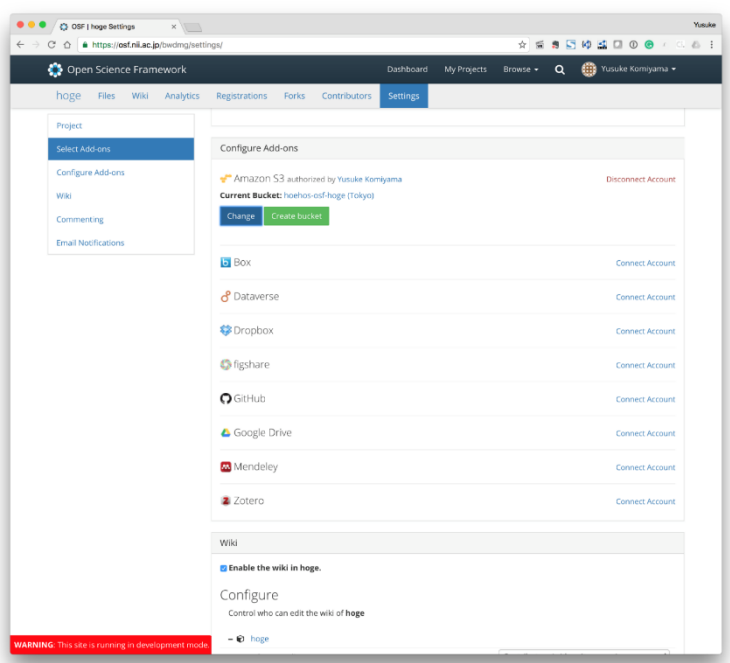 OSF | hoge Settings
Yusuke
https://osf.nii.ac.jp/bwdmg/settings/
Open Science Framework
Dashboard
My Projects
Browse
Yusuke Komiyama
hoge
Files
Wiki
Analytics
Registrations
Forks
Contributors
Settings
Project
Select Add-ons
Configure Add-ons
Wiki
Commenting
Email Notifications
Configure Add-ons
Amazon S3 authorized by Yusuke Komiyama
Disconnect Account
Current Bucket: hoehos-osf-hoge (Tokyo)
Change
Create bucket
Box
Connect Account
Dataverse
Connect Account
Dropbox
Connect Account
figshare
Connect Account
GitHub
Connect Account
Google Drive
Connect Account
Mendeley
Connect Account
Zotero
Connect Account
Wiki
Enable the wiki in hoge.
Configure
Control who can edit the wiki of hoge
– hoge
WARNING: This site is running in development mode.